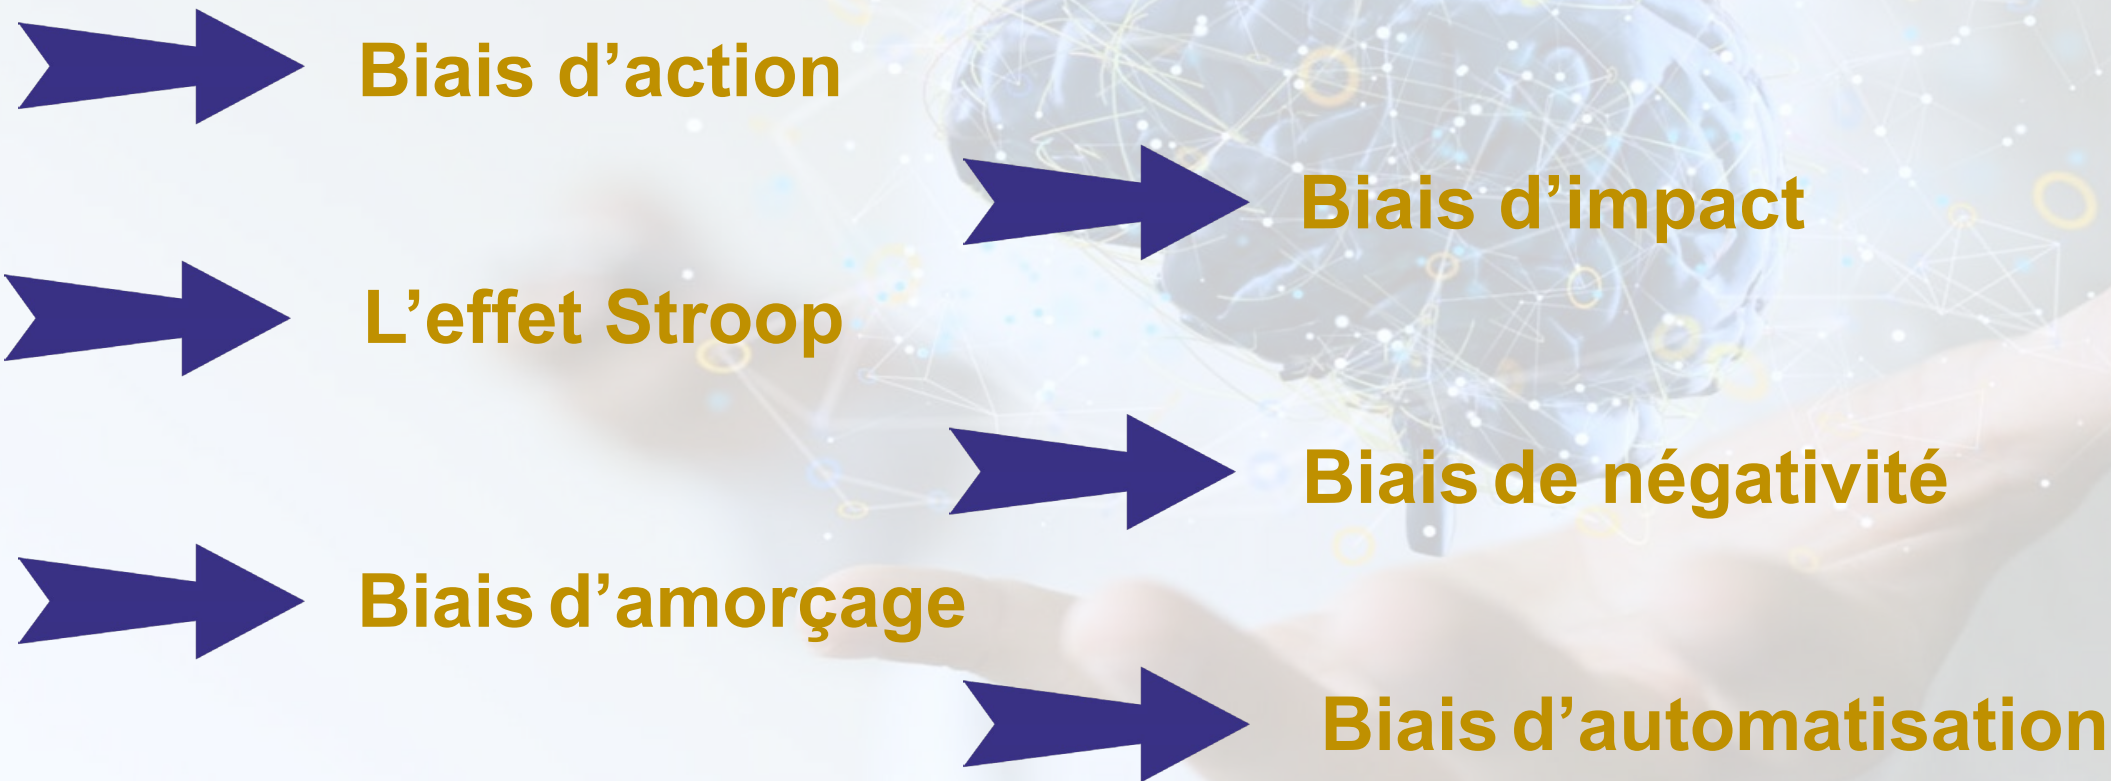 Biais d’action
Biais d’impact
L’effet Stroop
Biais de négativité
Biais d’amorçage
Biais d’automatisation